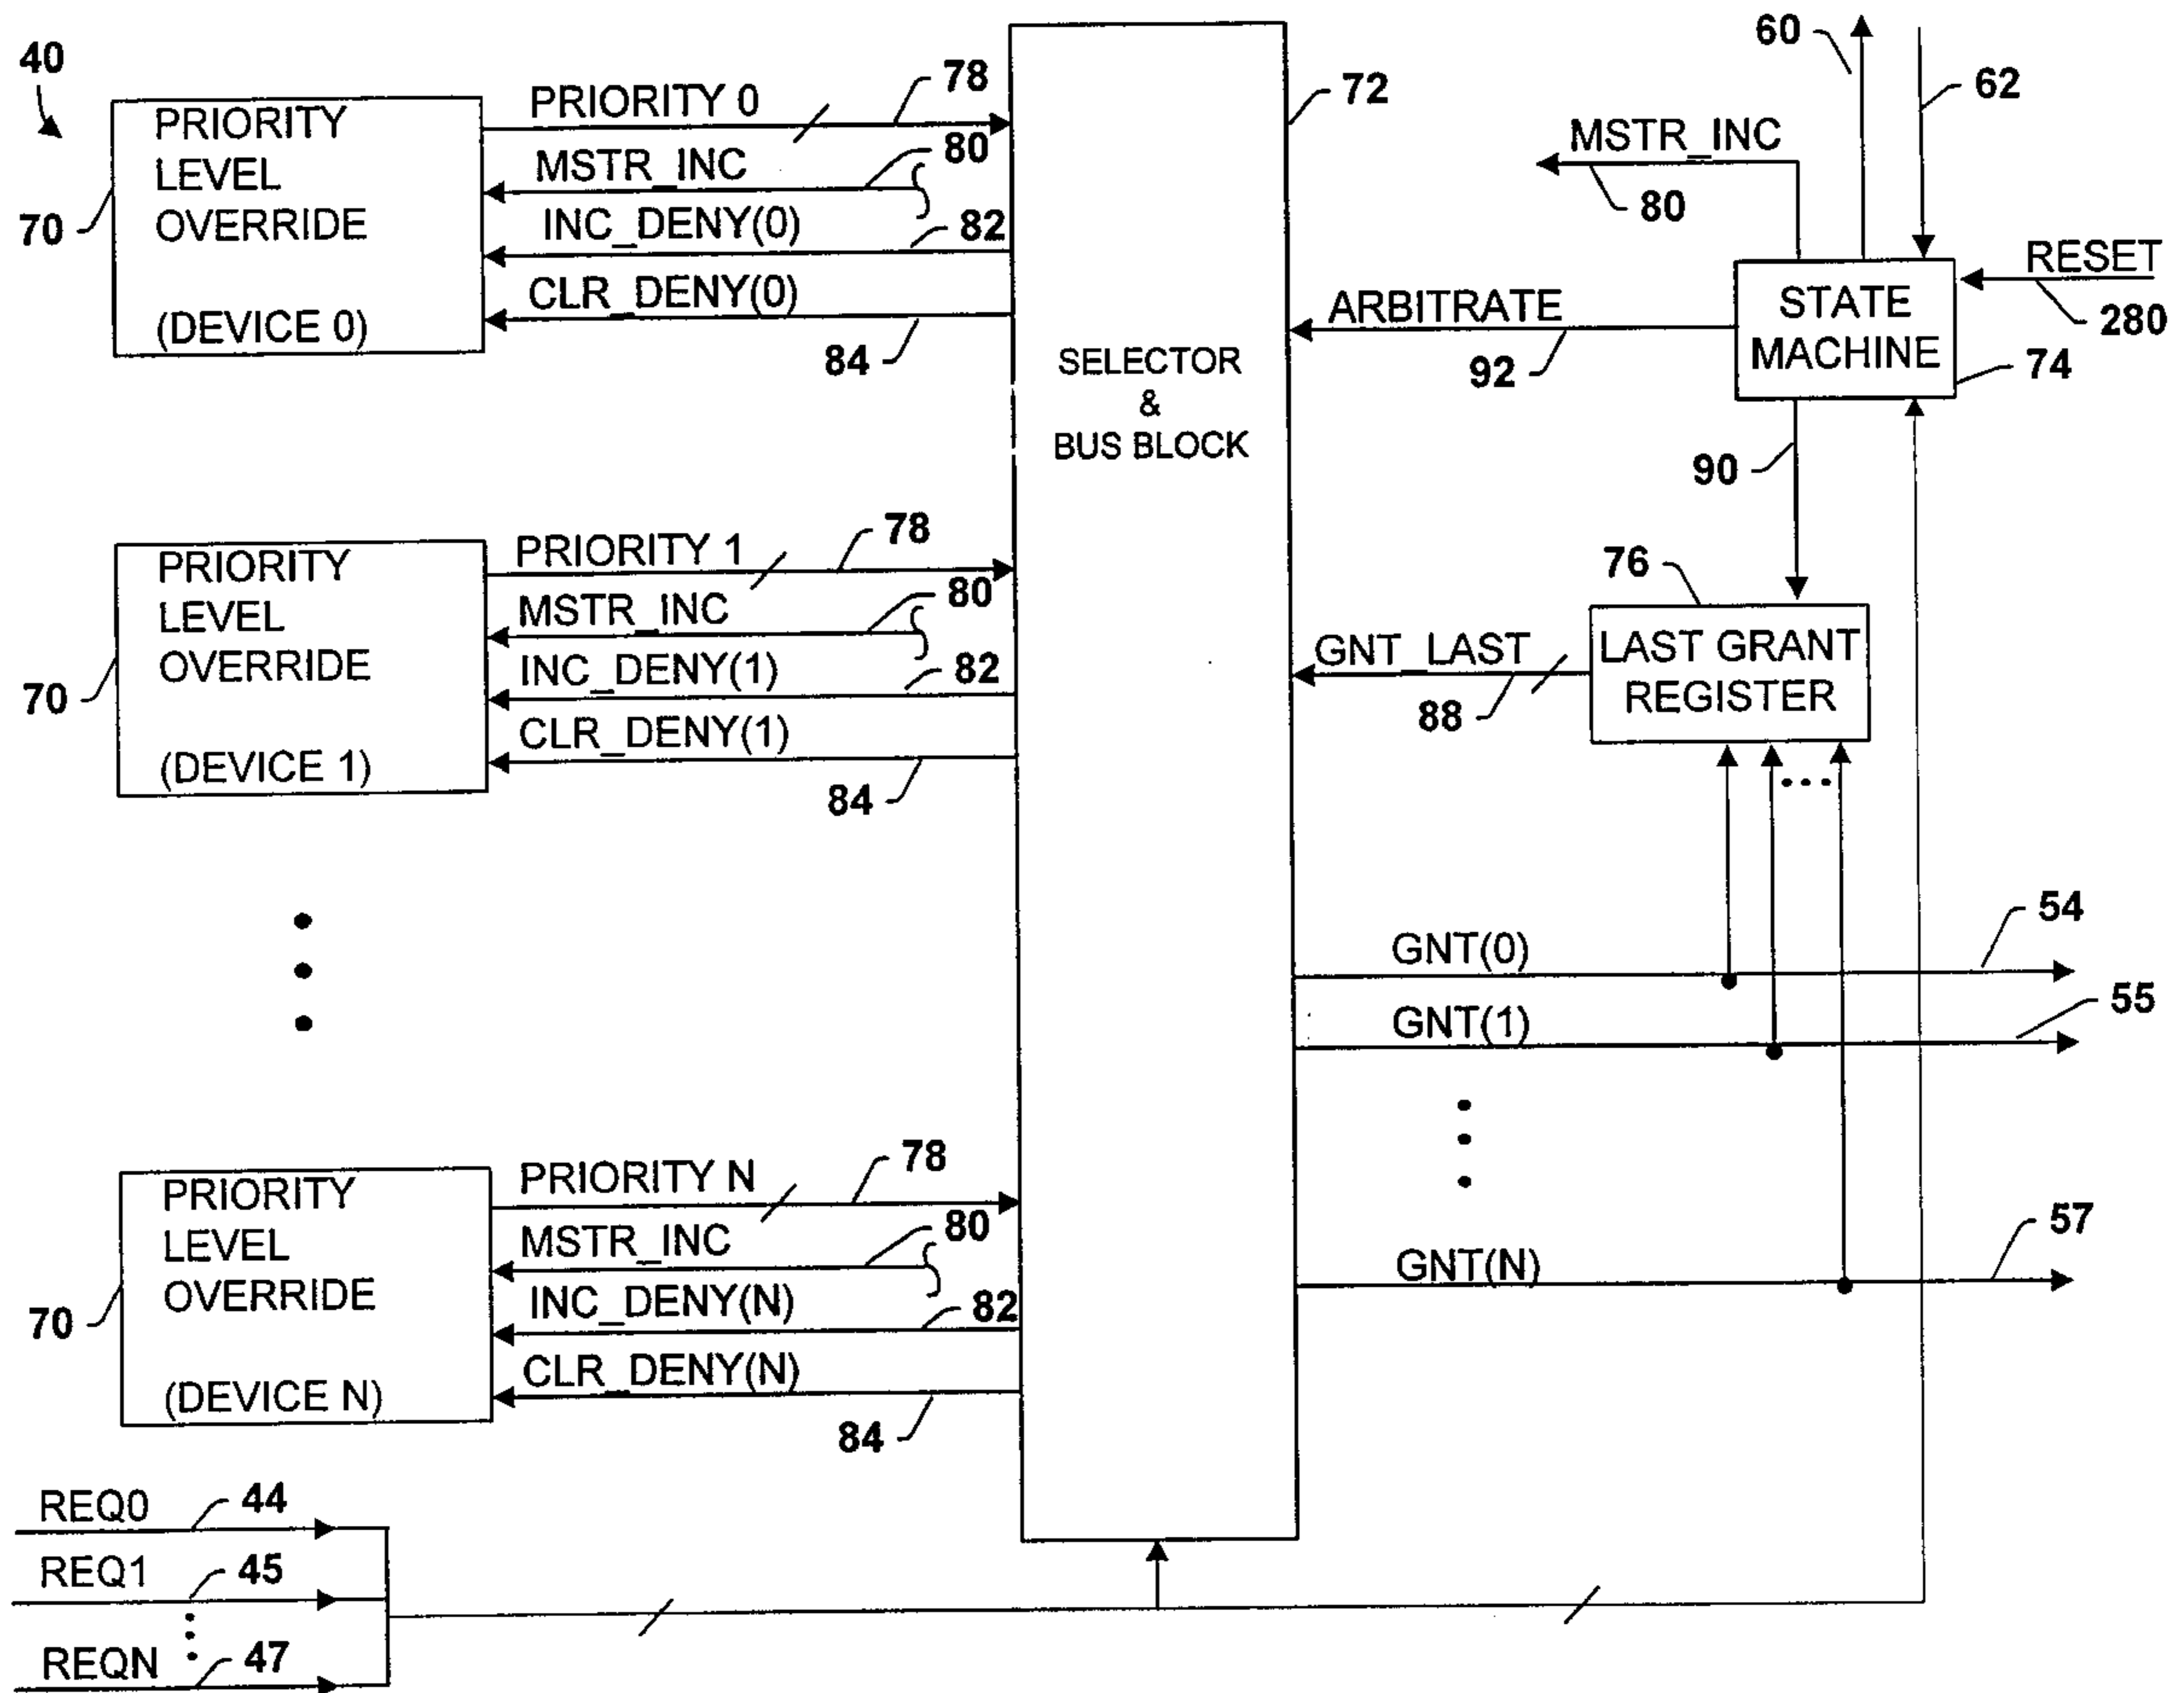 40
PRIORITY
LEVEL
OVERRIDE
(DEVICE 0)
70
PRIORITY 0
78
MSTR_INC
80
INC_DENY(0)
82
CLR_DENY(0)
84
PRIORITY
LEVEL
OVERRIDE
(DEVICE 1)
70
PRIORITY 1
78
MSTR_INC
80
INC_DENY(1)
82
CLR_DENY(1)
84
PRIORITY
LEVEL
OVERRIDE
(DEVICE N)
70
PRIORITY N
78
MSTR_INC
80
INC_DENY(N)
82
CLR_DENY(N)
84
REQ0
44
REQ1
45
REQN
47
SELECTOR
&
BUS BLOCK
72
60
62
MSTR_INC
80
RESET
280
STATE
MACHINE
74
ARBITRATE
92
90
76
LAST GRANT
REGISTER
GNT_LAST
88
GNT(0)
54
GNT(1)
55
GNT(N)
57